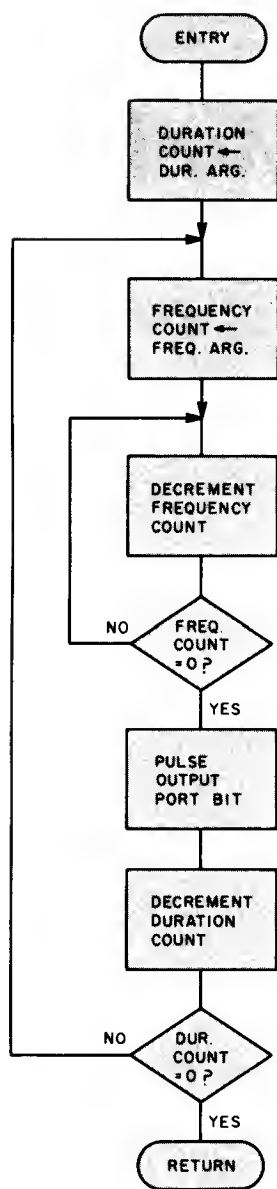 ENTRY
DURATION
COUNT ←
DUR. ARG.
FREQUENCY
COUNT ←
FREQ. ARG.
DECREMENT
FREQUENCY
COUNT
NO
FREQ.
COUNT
=0?
YES
PULSE
OUTPUT
PORT BIT
DECREMENT
DURATION
COUNT
NO
DUR.
COUNT
=0?
YES
RETURN